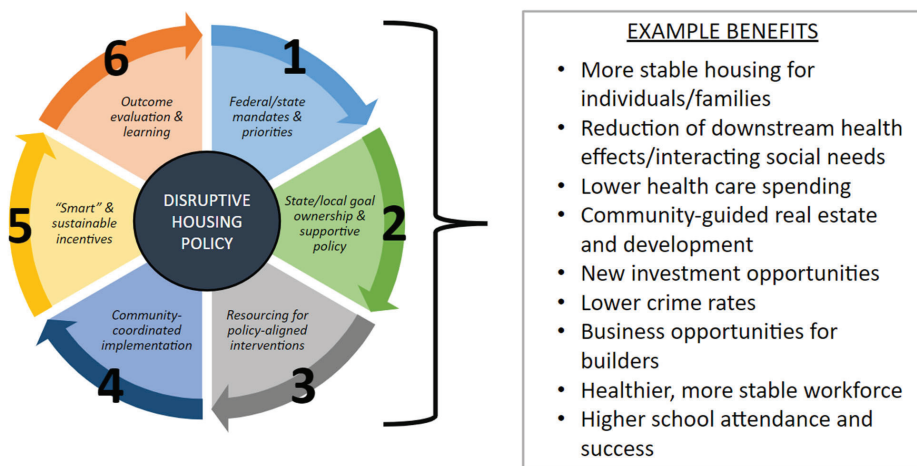 6
Outcome
evaluation &
learning
1
Federal/state
mandates &
priorities
5
“Smart” &
sustainable
incentives
DISRUPTIVE
HOUSING
POLICY
State/local goal
ownership &
supportive
policy
2
Community-
coordinated
implementation
4
Resourcing for
policy-aligned
interventions
3
EXAMPLE BENEFITS
• More stable housing for
individuals/families
• Reduction of downstream health
effects/interacting social needs
• Lower health care spending
• Community-guided real estate
and development
• New investment opportunities
• Lower crime rates
• Business opportunities for
builders
• Healthier, more stable workforce
• Higher school attendance and
success